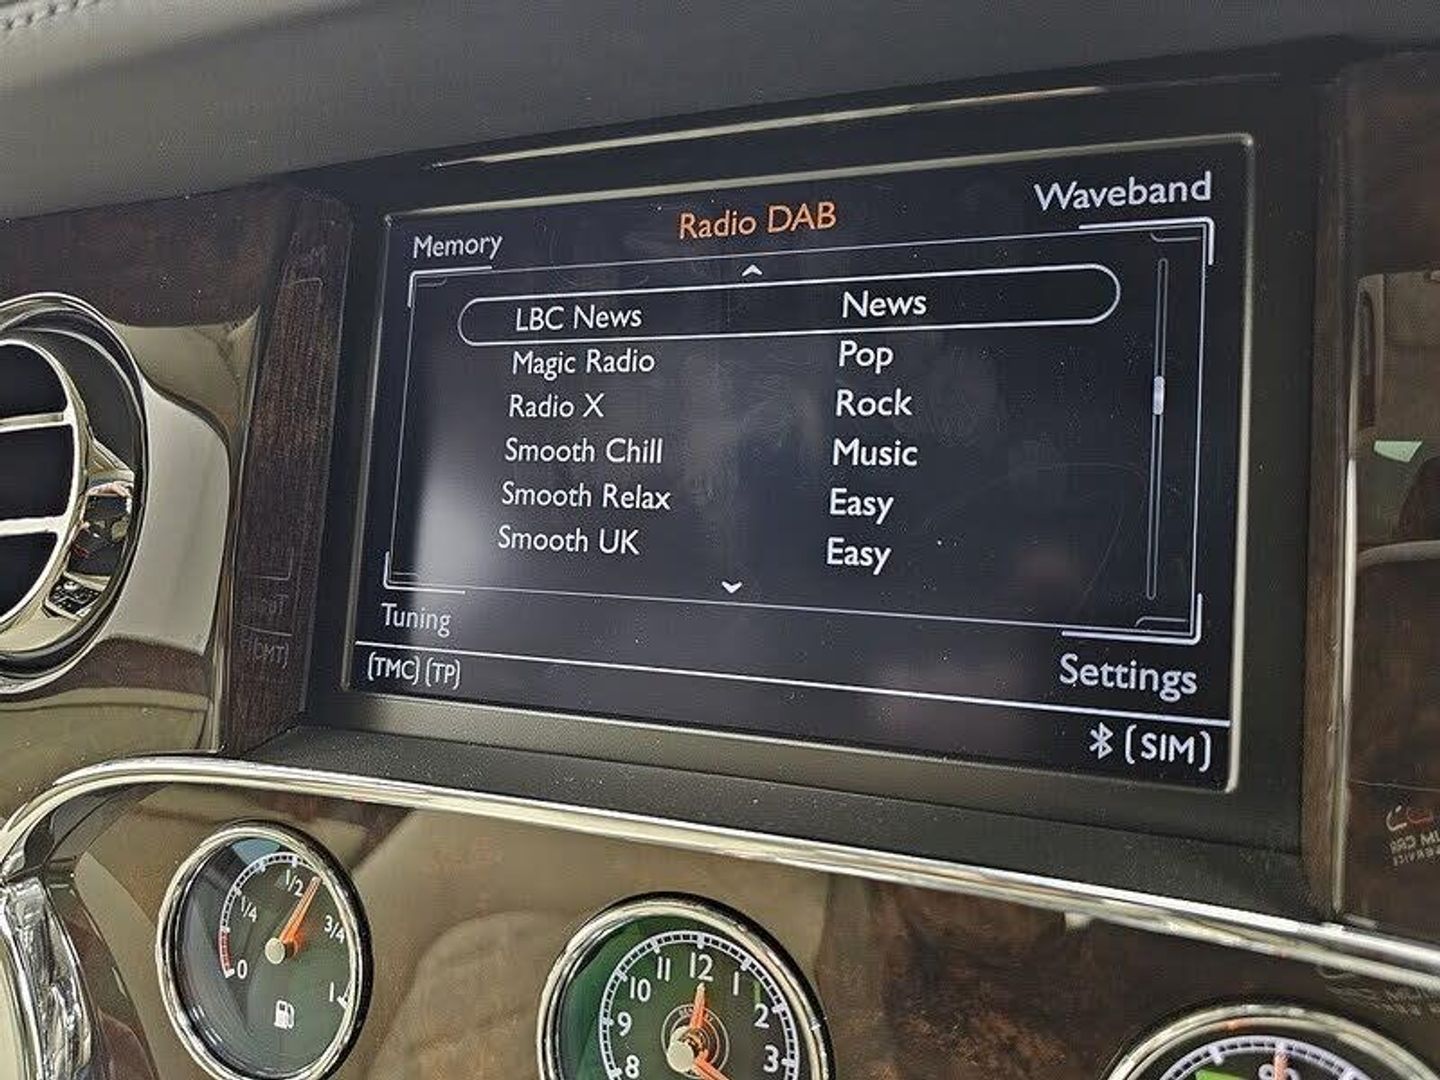 Memory
Radio DAB
Waveband
LBC News News
Magic Radio Pop
Radio X Rock
Smooth Chill Music
Smooth Relax Easy
Smooth UK Easy
Tuning
Settings
(TMC) (TP)
(SIM)
0 1/4 1/2 3/4 1
8 9 10 11 12 1 2 3